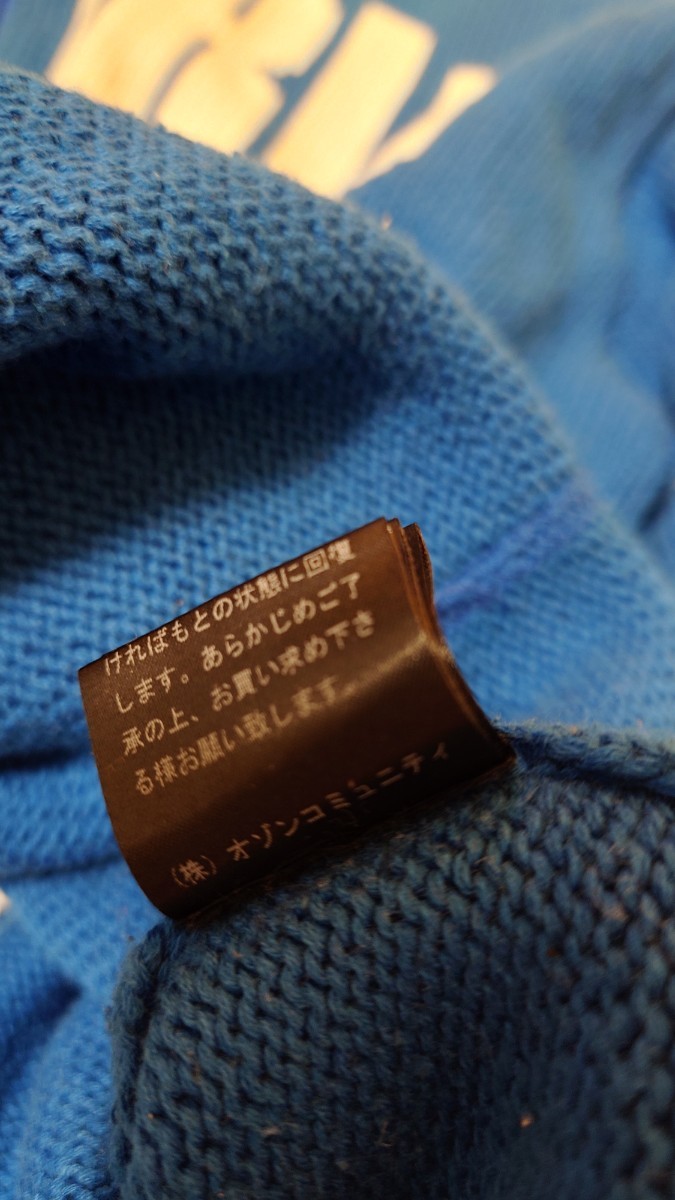 ければもとの状態に回復
します。あらかじめご了
承の上、お買い求め下さ
る様お願い致します。
(株) オゾンコミュニティ